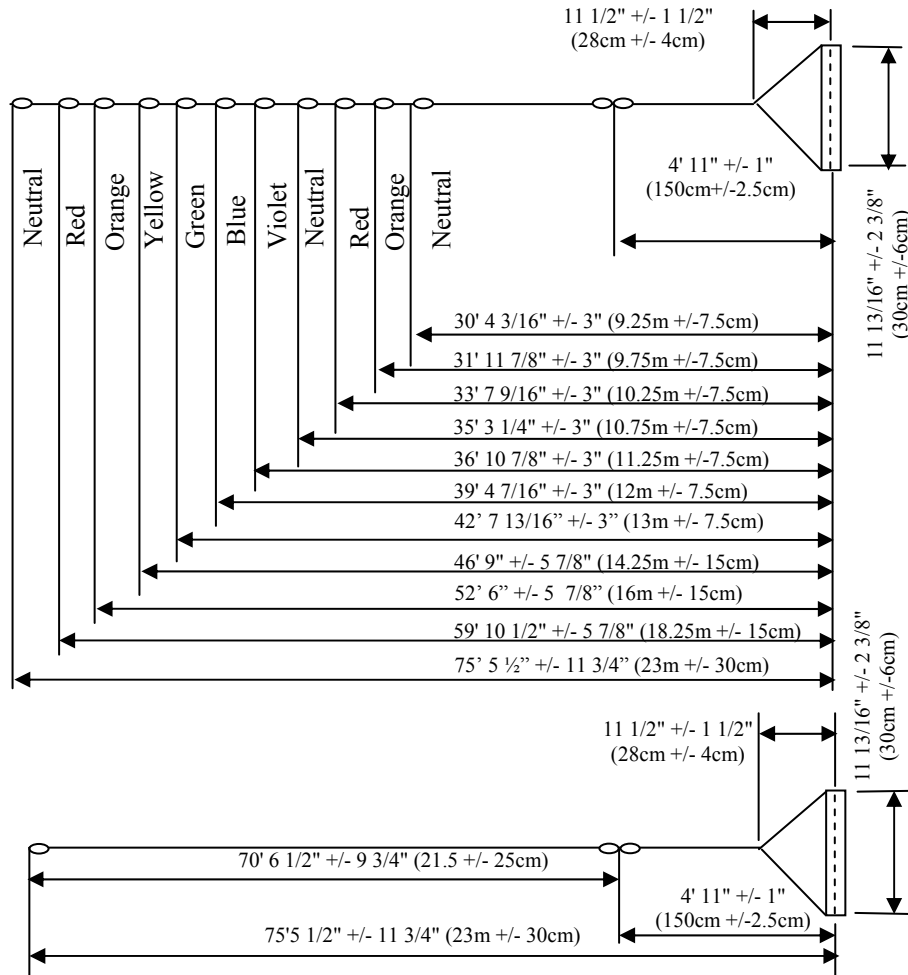 11 1/2" +/- 1 1/2"
(28cm +/- 4cm)
4' 11" +/- 1"
(150cm+/-2.5cm)
11 13/16" +/- 2 3/8"
(30cm +/-6cm)
Neutral
Red
Orange
Yellow
Green
Blue
Violet
Neutral
Red
Orange
Neutral
30' 4 3/16" +/- 3" (9.25m +/-7.5cm)
31' 11 7/8" +/- 3" (9.75m +/-7.5cm)
33' 7 9/16" +/- 3" (10.25m +/-7.5cm)
35' 3 1/4" +/- 3" (10.75m +/-7.5cm)
36' 10 7/8" +/- 3" (11.25m +/-7.5cm)
39' 4 7/16" +/- 3" (12m +/- 7.5cm)
42’ 7 13/16” +/- 3” (13m +/- 7.5cm)
46' 9" +/- 5 7/8" (14.25m +/- 15cm)
52’ 6” +/- 5 7/8” (16m +/- 15cm)
59' 10 1/2" +/- 5 7/8" (18.25m +/- 15cm)
75’ 5 ½” +/- 11 3/4” (23m +/- 30cm)
11 1/2" +/- 1 1/2"
(28cm +/- 4cm)
11 13/16" +/- 2 3/8"
(30cm +/-6cm)
70' 6 1/2" +/- 9 3/4" (21.5 +/- 25cm)
4' 11" +/- 1"
(150cm +/-2.5cm)
75'5 1/2" +/- 11 3/4" (23m +/- 30cm)